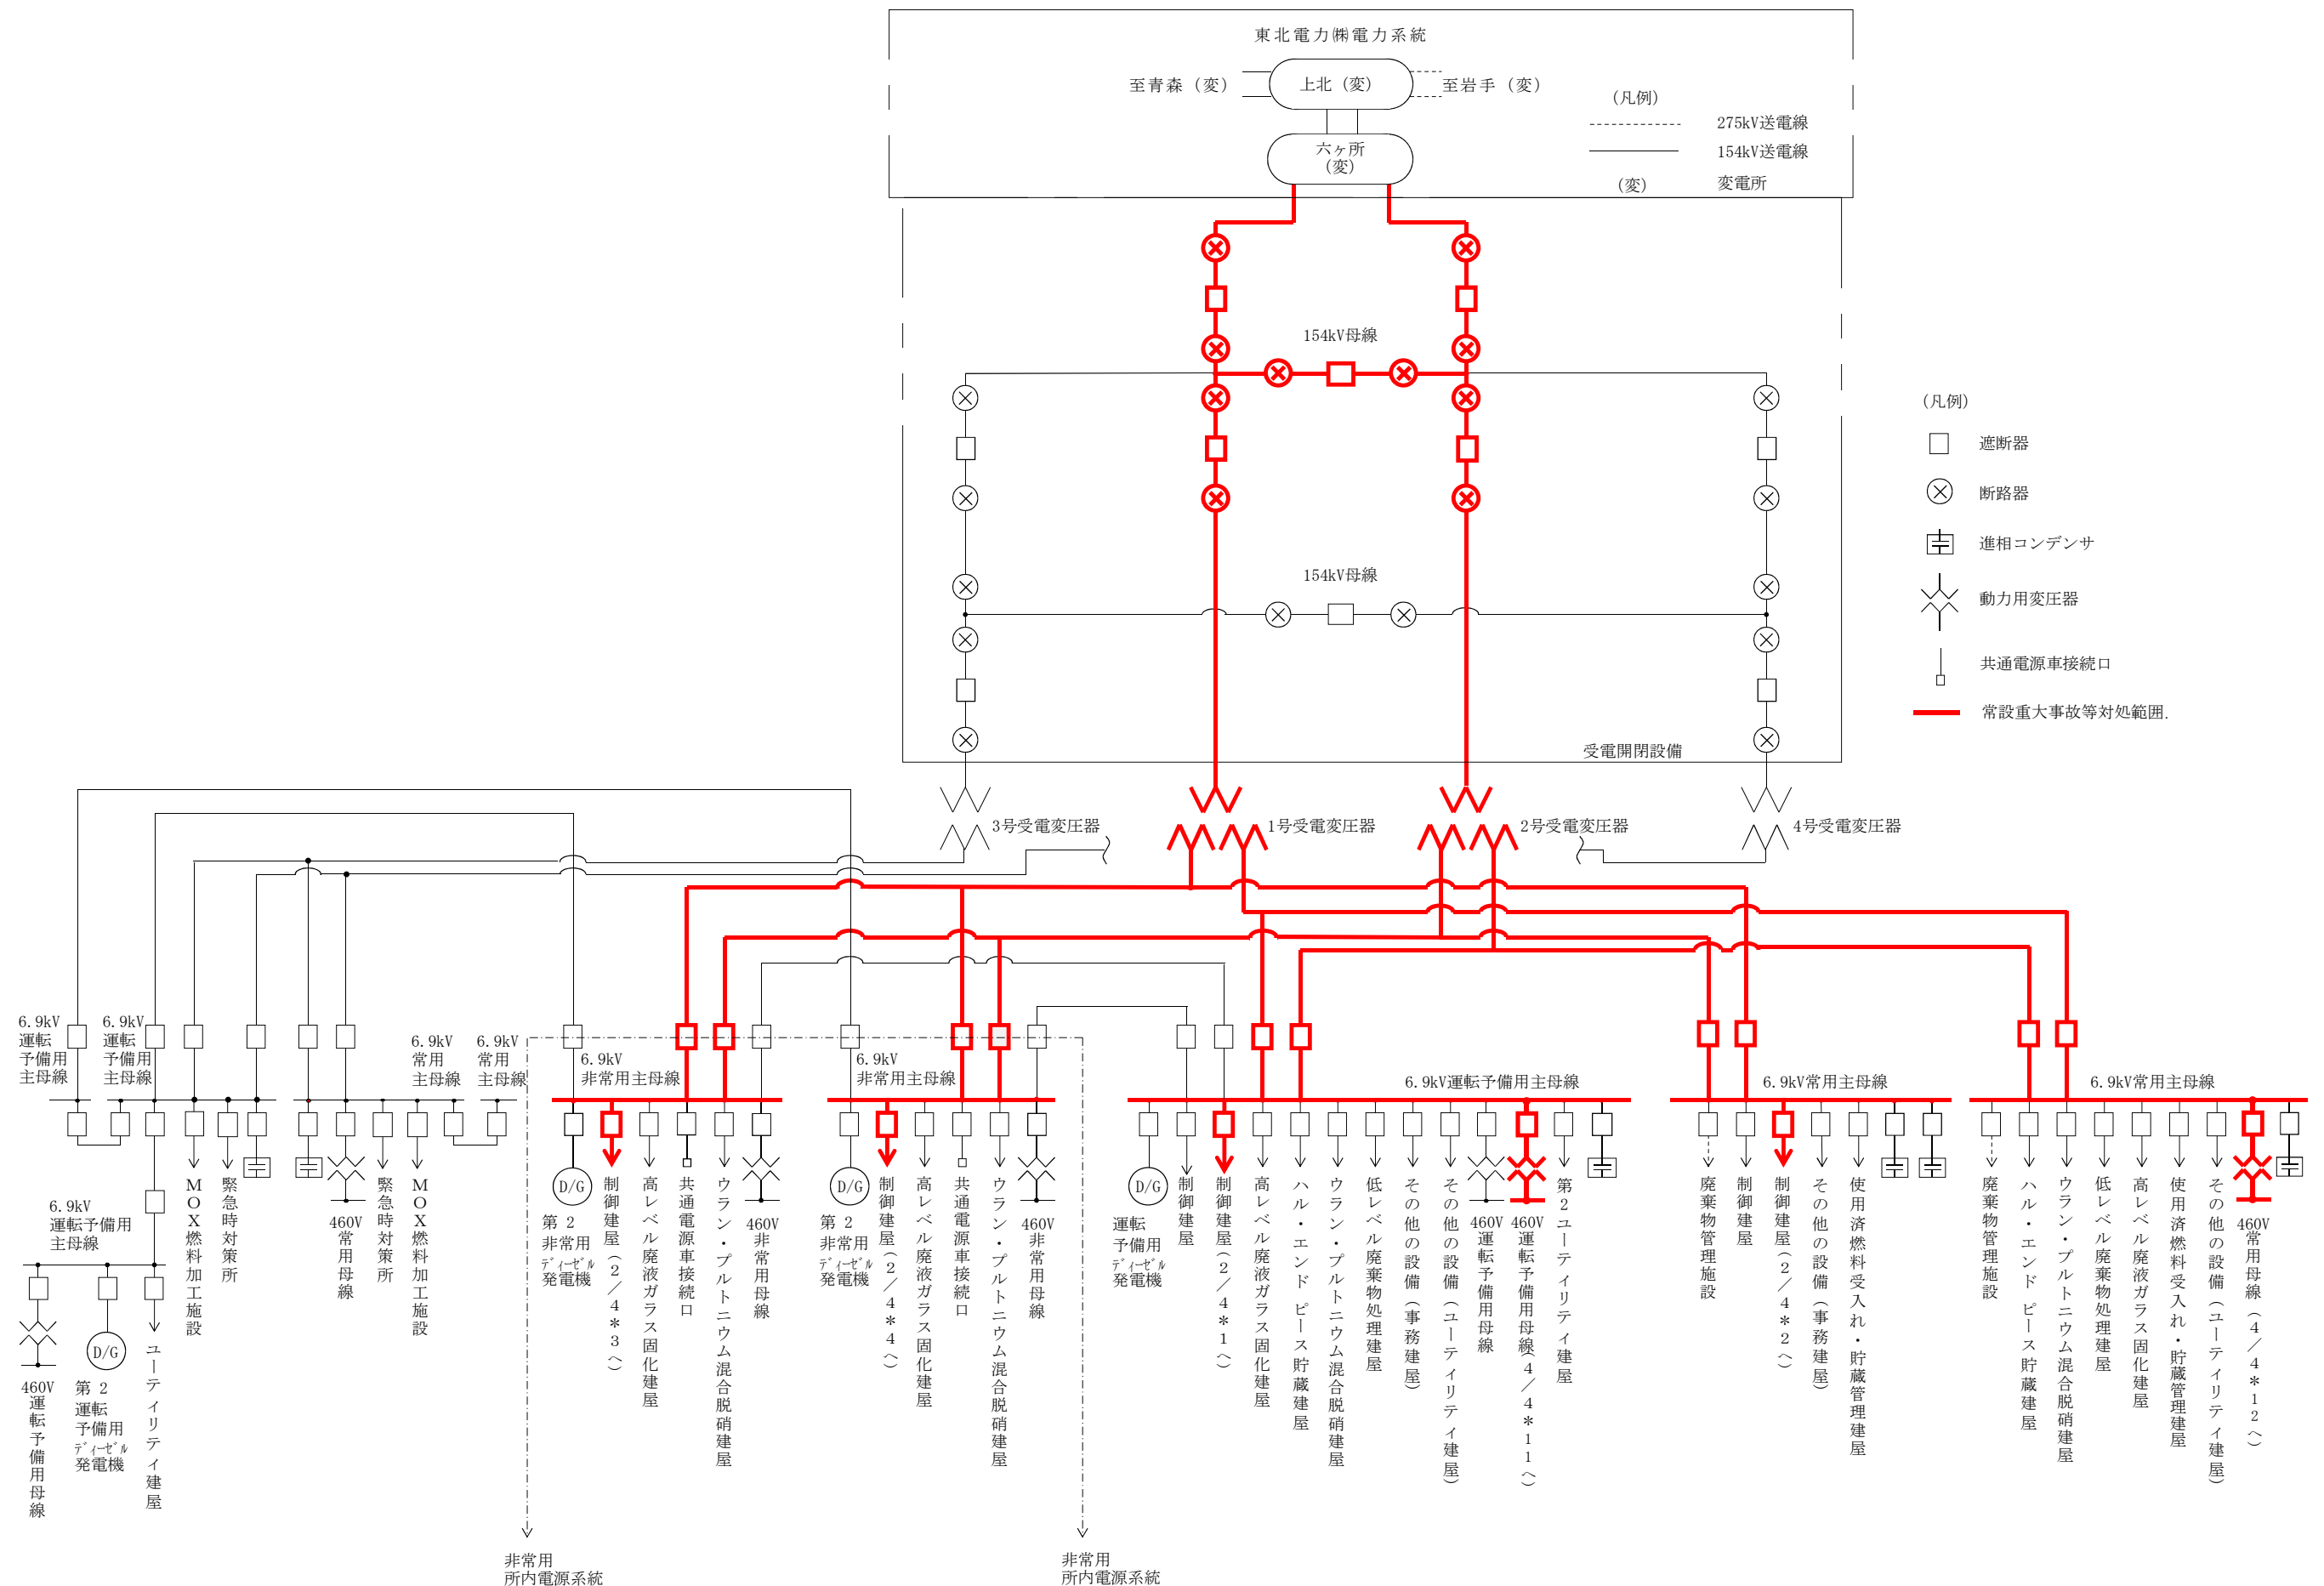 東北電力㈱電力系統
至青森（変）
上北（変）
至岩手（変）
六ヶ所
（変）
（凡例）
275kV送電線
154kV送電線
（変）
変電所
154kV母線
154kV母線
受電開閉設備
（凡例）
遮断器
断路器
進相コンデンサ
動力用変圧器
共通電源車接続口
常設重大事故等対処範囲.
3号受電変圧器
1号受電変圧器
2号受電変圧器
4号受電変圧器
6.9kV
運転
予備用
主母線
6.9kV
運転
予備用
主母線
6.9kV
常用
主母線
6.9kV
常用
主母線
6.9kV
非常用主母線
6.9kV
非常用主母線
6.9kV運転予備用主母線
6.9kV常用主母線
6.9kV常用主母線
6.9kV
運転予備用
主母線
460V
運転予備用母線
D/G
第 2
運転
予備用
ディーゼル
発電機
ユーティリティ建屋
MOX燃料加工施設
緊急時対策所
460V
常用母線
緊急時対策所
MOX燃料加工施設
D/G
第 2
非常用
ディーゼル
発電機
制御建屋（2／4＊3へ）
高レベル廃液ガラス固化建屋
共通電源車接続口
ウラン・プルトニウム混合脱硝建屋
460V
非常用母線
D/G
第 2
非常用
ディーゼル
発電機
制御建屋（2／4＊4へ）
高レベル廃液ガラス固化建屋
共通電源車接続口
ウラン・プルトニウム混合脱硝建屋
460V
非常用母線
D/G
運転
予備用
ディーゼル
発電機
制御建屋
制御建屋（2／4＊1へ）
高レベル廃液ガラス固化建屋
ハル・エンド ピース貯蔵建屋
ウラン・プルトニウム混合脱硝建屋
低レベル廃棄物処理建屋
その他の設備（事務建屋）
その他の設備（ユーティリティ建屋）
460V
運転予備用母線
460V
運転予備用母線（4／4＊11へ）
第2ユーティリティ建屋
廃棄物管理施設
制御建屋
制御建屋（2／4＊2へ）
その他の設備（事務建屋）
使用済燃料受入れ・貯蔵管理建屋
廃棄物管理施設
ハル・エンド ピース貯蔵建屋
ウラン・プルトニウム混合脱硝建屋
低レベル廃棄物処理建屋
高レベル廃液ガラス固化建屋
使用済燃料受入れ・貯蔵管理建屋
その他の設備（ユーティリティ建屋）
460V
常用母線（4／4＊12へ）
非常用
所内電源系統
非常用
所内電源系統